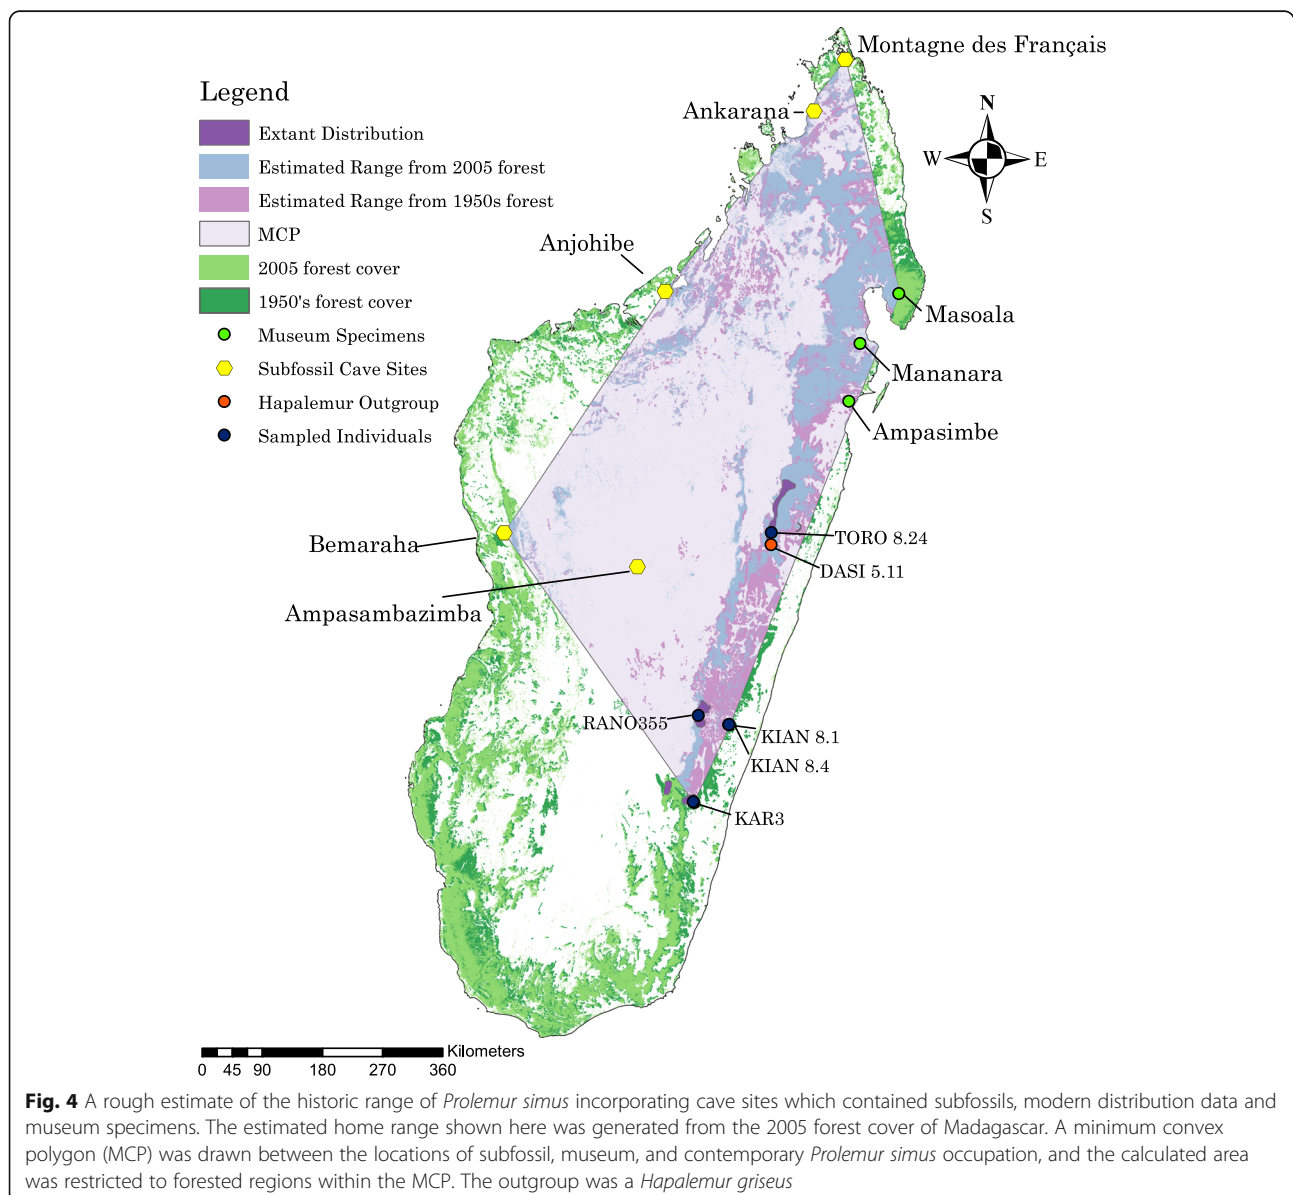 Montagne des Français
Ankarana
N
W
E
S
Legend
Extant Distribution
Estimated Range from 2005 forest
Estimated Range from 1950s forest
MCP
2005 forest cover
1950's forest cover
Museum Specimens
Subfossil Cave Sites
Hapalemur Outgroup
Sampled Individuals
Anjohibe
Masoala
Mananara
Ampasimbe
Bemaraha
TORO 8.24
DASI 5.11
Ampasambazimba
RANO355
KIAN 8.1
KIAN 8.4
KAR3
Kilometers
0 45 90 180 270 360
Fig. 4 A rough estimate of the historic range of Prolemur simus incorporating cave sites which contained subfossils, modern distribution data and
museum specimens. The estimated home range shown here was generated from the 2005 forest cover of Madagascar. A minimum convex
polygon (MCP) was drawn between the locations of subfossil, museum, and contemporary Prolemur simus occupation, and the calculated area
was restricted to forested regions within the MCP. The outgroup was a Hapalemur griseus